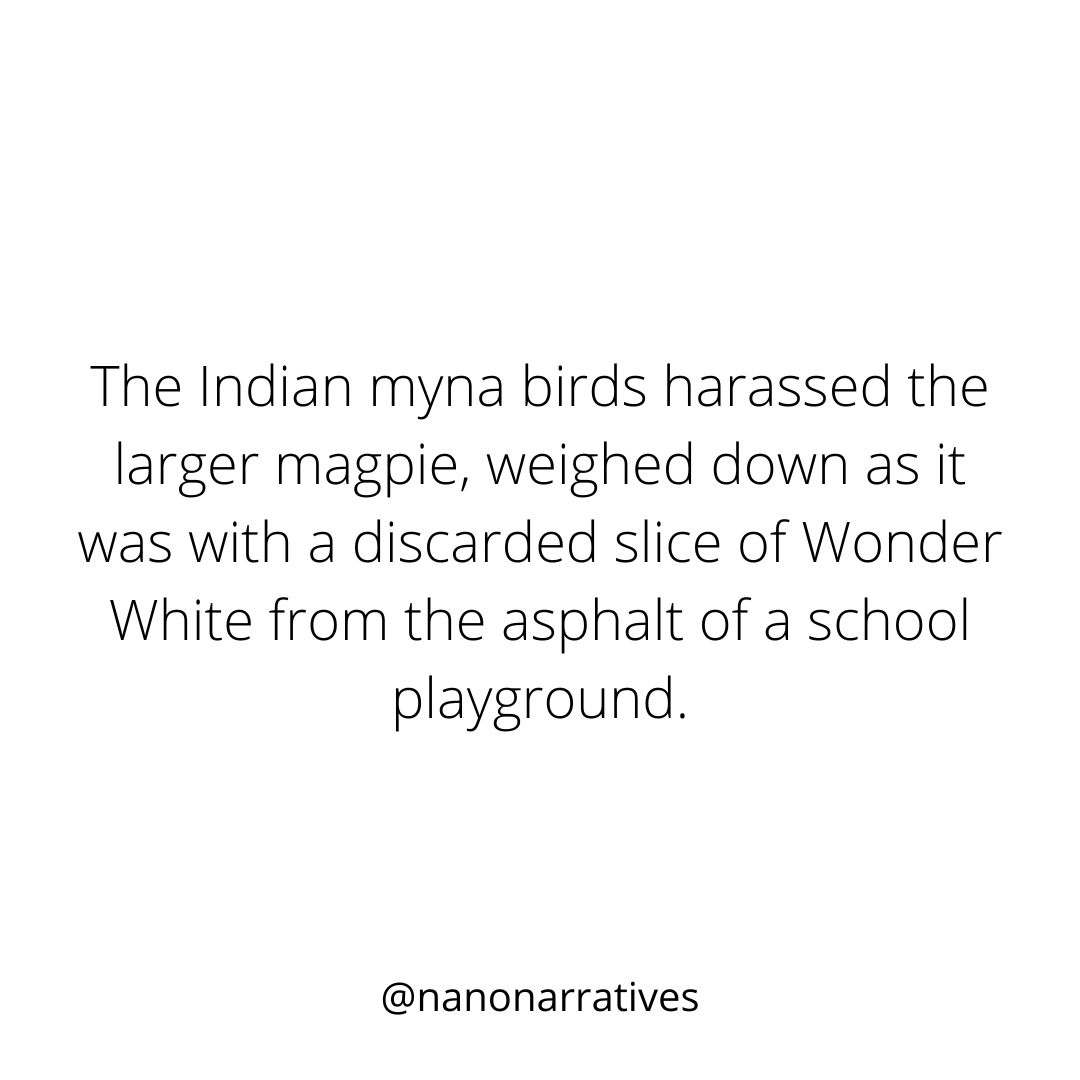 The Indian myna birds harassed the
larger magpie, weighed down as it
was with a discarded slice of Wonder
White from the asphalt of a school
playground.
@nanonarratives